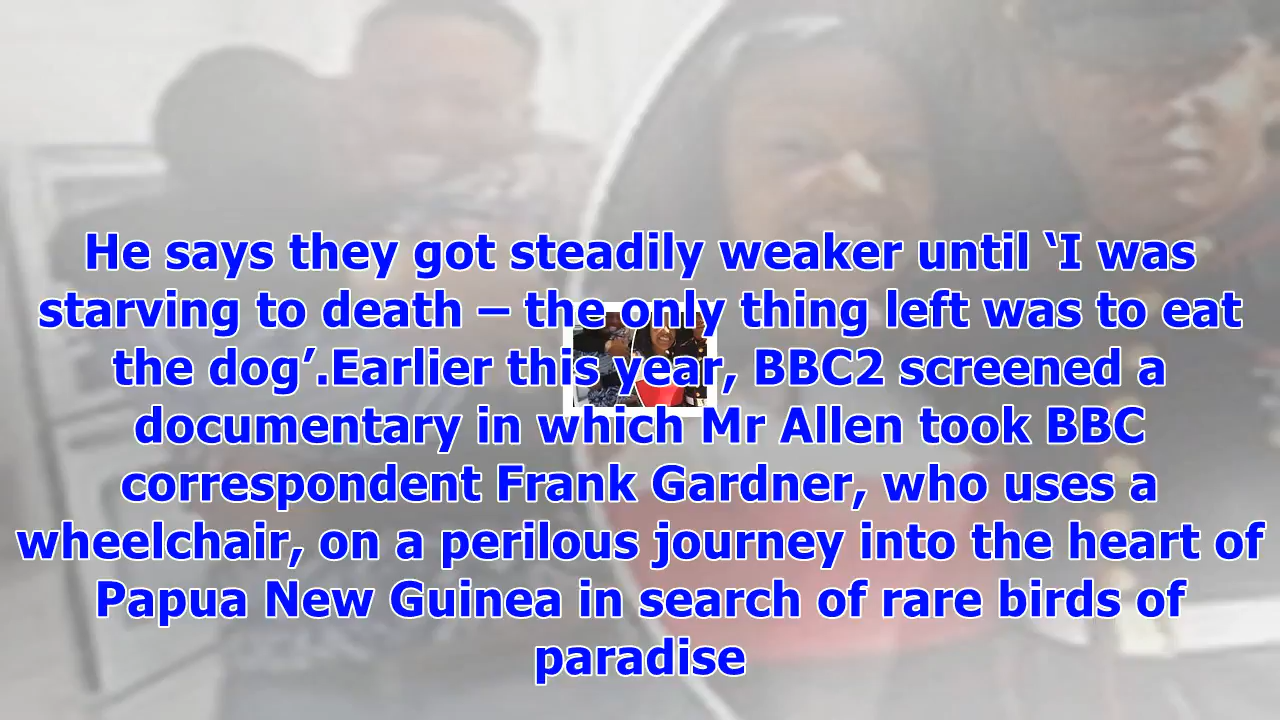 He says they got steadily weaker until ‘I was
starving to death – the only thing left was to eat
the dog’.Earlier this year, BBC2 screened a
documentary in which Mr Allen took BBC
correspondent Frank Gardner, who uses a
wheelchair, on a perilous journey into the heart of
Papua New Guinea in search of rare birds of
paradise